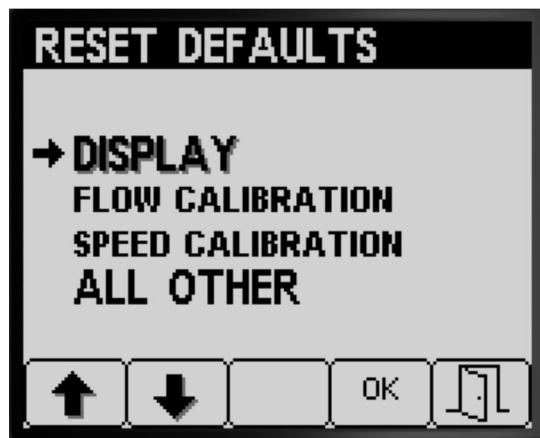 RESET DEFAULTS
DISPLAY
FLOW CALIBRATION
SPEED CALIBRATION
ALL OTHER
OK